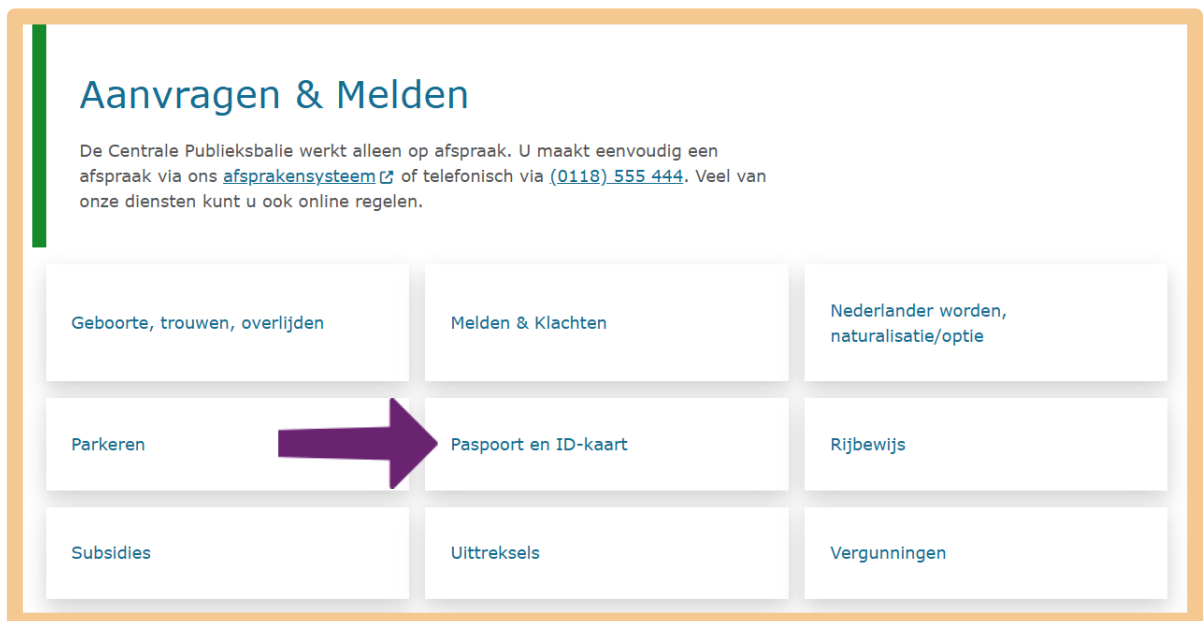 Aanvragen & Melden
De Centrale Publieksbalie werkt alleen op afspraak. U maakt eenvoudig een
afspraak via ons afsprakensysteem of telefonisch via (0118) 555 444. Veel van
onze diensten kunt u ook online regelen.
Geboorte, trouwen, overlijden
Melden & Klachten
Nederlander worden,
naturalisatie/optie
Parkeren
Paspoort en ID-kaart
Rijbewijs
Subsidies
Uittreksels
Vergunningen